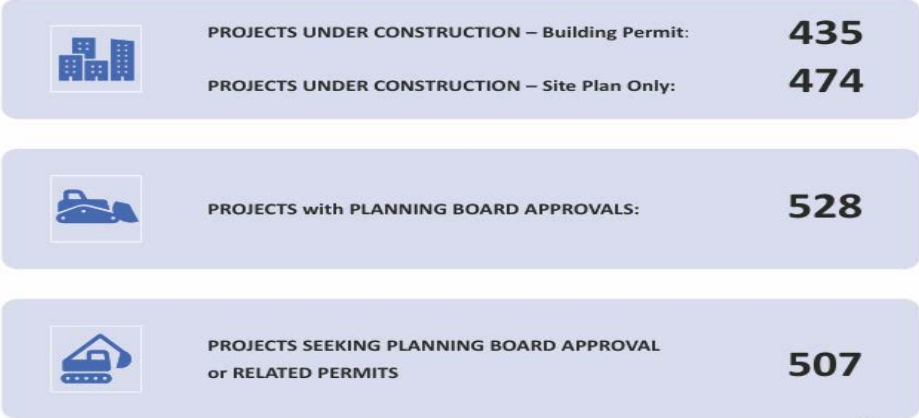 PROJECTS UNDER CONSTRUCTION – Building Permit: 435
PROJECTS UNDER CONSTRUCTION – Site Plan Only: 474
PROJECTS with PLANNING BOARD APPROVALS: 528
PROJECTS SEEKING PLANNING BOARD APPROVAL
or RELATED PERMITS 507